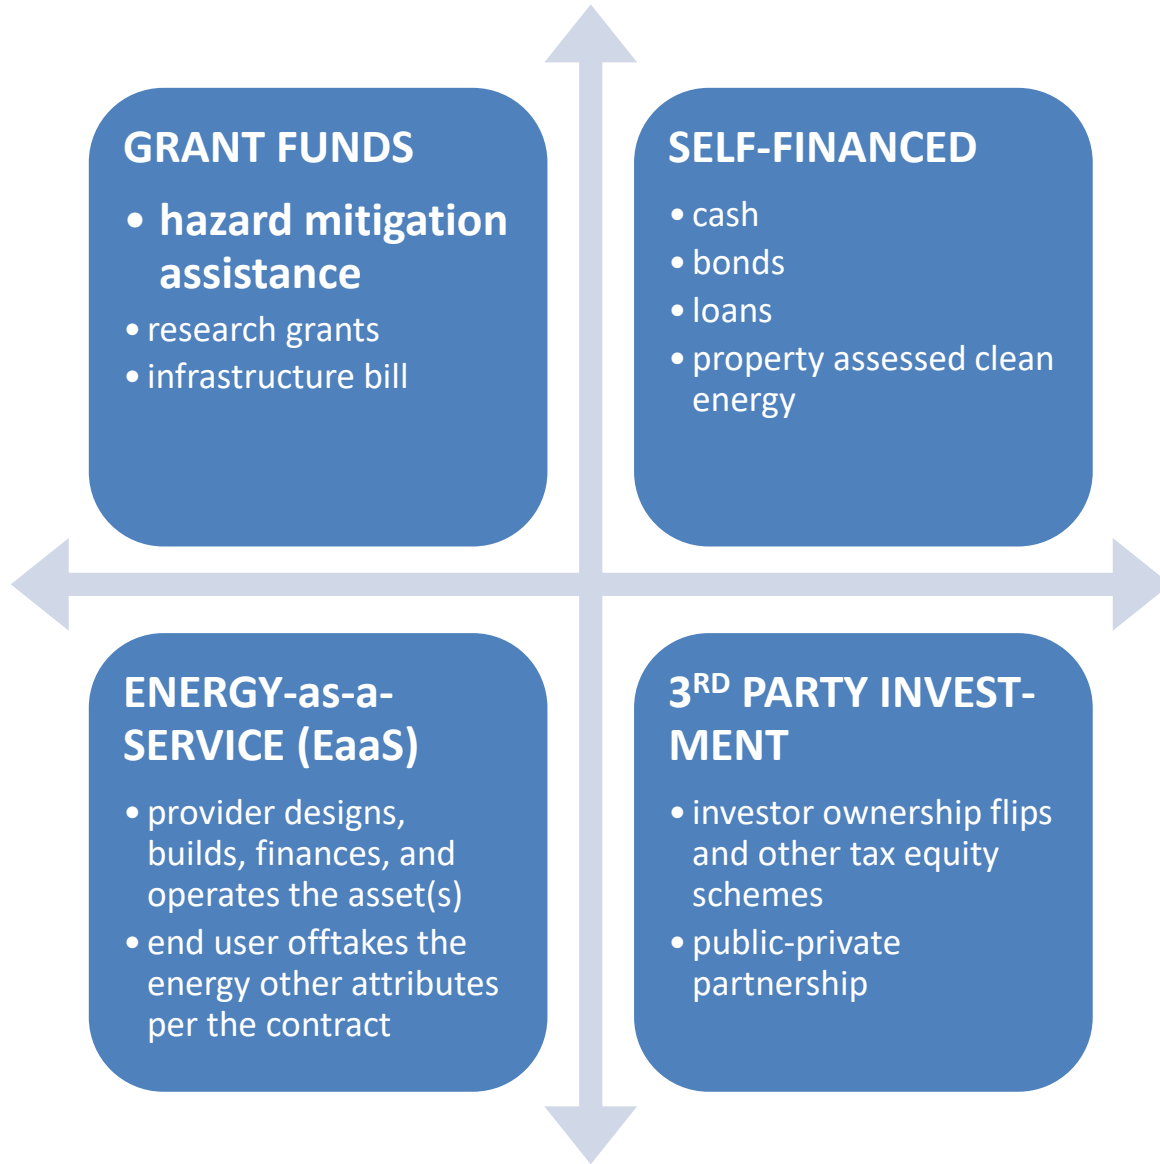 GRANT FUNDS
• hazard mitigation
assistance
• research grants
• infrastructure bill
SELF-FINANCED
• cash
• bonds
• loans
• property assessed clean
energy
ENERGY-as-a-
SERVICE (EaaS)
• provider designs,
builds, finances, and
operates the asset(s)
• end user offtakes the
energy other attributes
per the contract
3RD PARTY INVEST-
MENT
• investor ownership flips
and other tax equity
schemes
• public-private
partnership